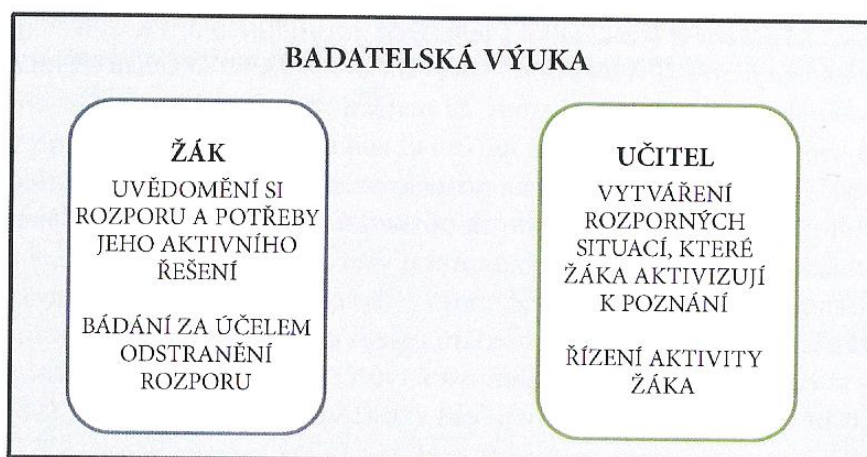 BADATELSKÁ VÝUKA
ŽÁK
UVĚDOMĚNÍ SI
ROZPORU A POTŘEBY
JEHO AKTIVNÍHO
ŘEŠENÍ
BÁDÁNÍ ZA ÚČELEM
ODSTRANĚNÍ
ROZPORU
UČITEL
VYTVÁŘENÍ
ROZPORNÝCH
SITUACÍ, KTERÉ
ŽÁKA AKTIVIZUJÍ
K POZNÁNÍ
ŘÍZENÍ AKTIVITY
ŽÁKA